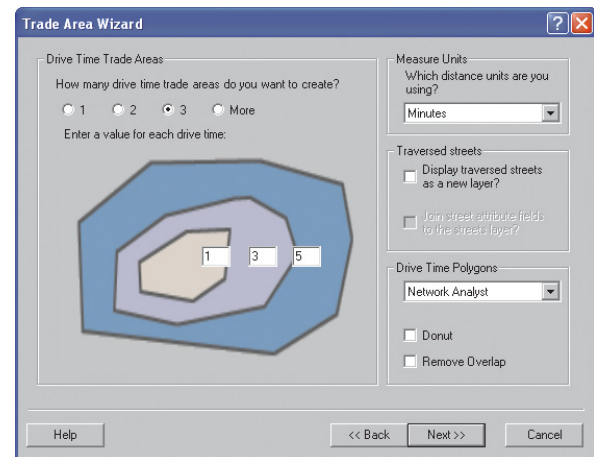 Trade Area Wizard
Drive Time Trade Areas
How many drive time trade areas do you want to create?
1 2 3 More
Enter a value for each drive time:
1 3 5
Measure Units
Which distance units are you
using?
Minutes
Traversed streets
Display traversed streets
as a new layer?
Join street attribute fields
to the streets layer?
Drive Time Polygons
Network Analyst
Donut
Remove Overlap
Help
<< Back
Next >>
Cancel